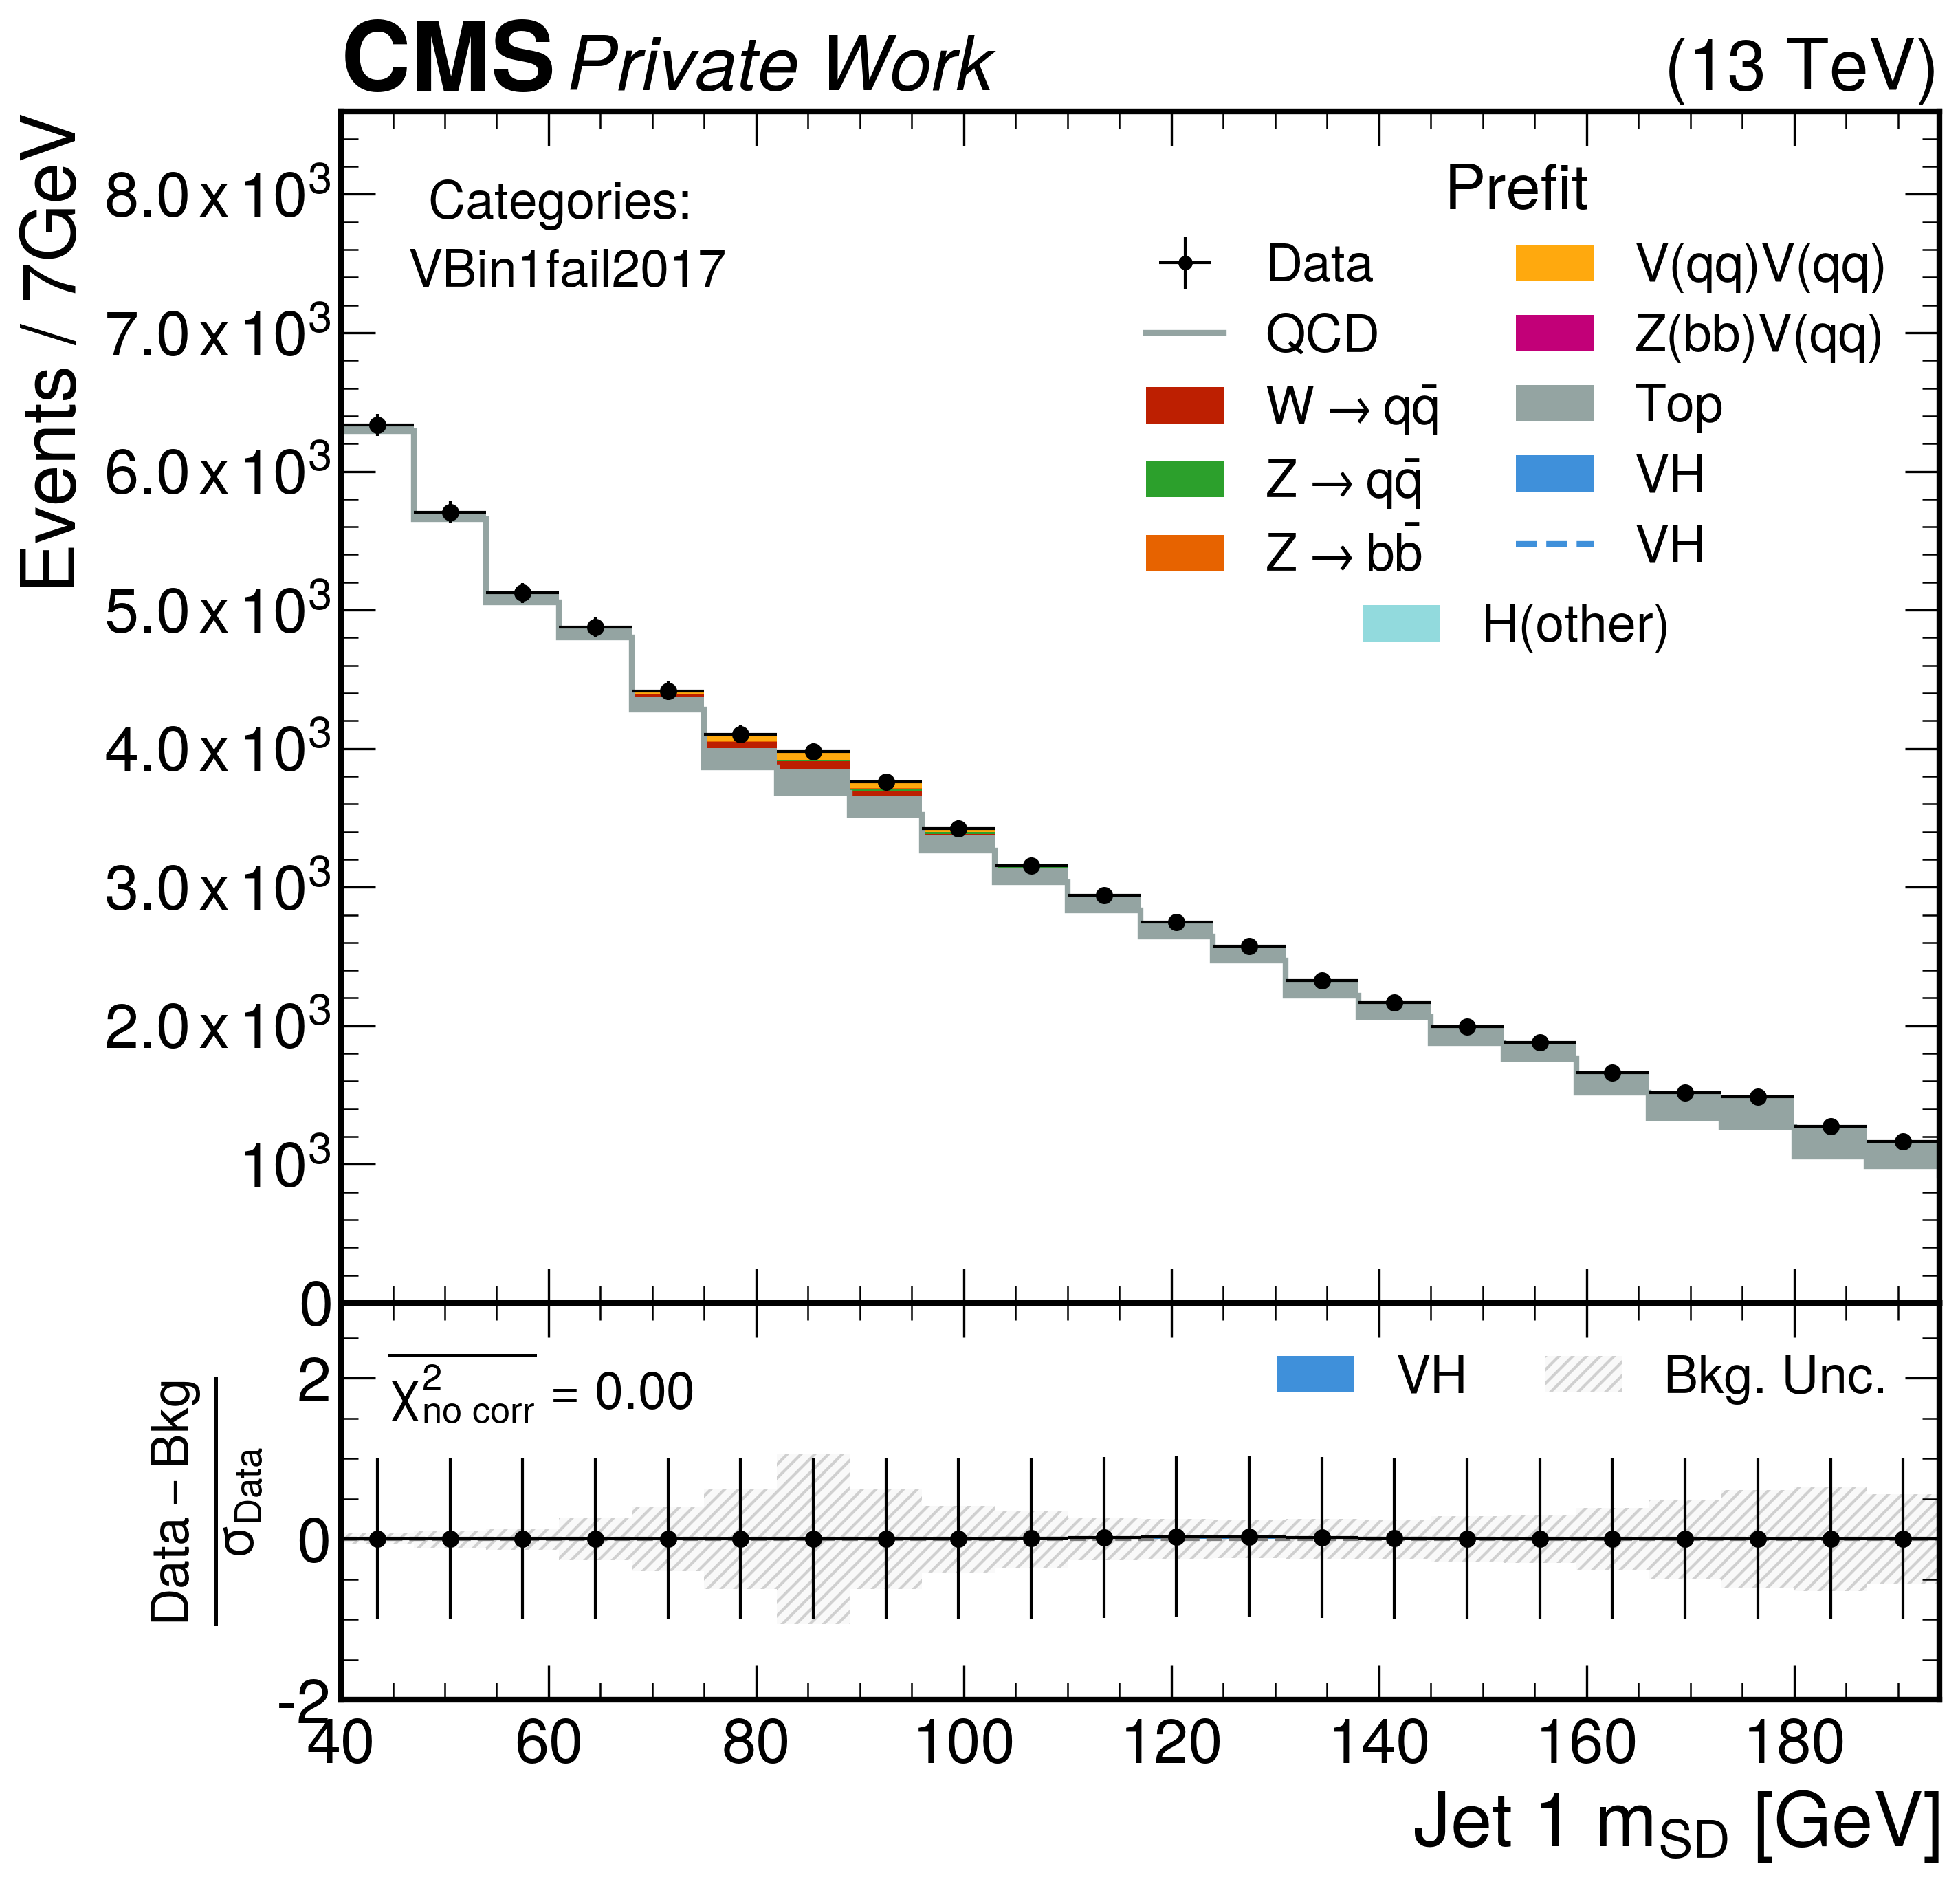 CMS Private Work (13 TeV)
Events / 7GeV
8.0 x 10³
7.0 x 10³
6.0 x 10³
5.0 x 10³
4.0 x 10³
3.0 x 10³
2.0 x 10³
10³
0
Categories:
VBin1fail2017
Prefit
Data
QCD
W → qq̄
Z → qq̄
Z → bb̄
V(qq)V(qq)
Z(bb)V(qq)
Top
VH
VH
H(other)
Data – Bkg
σData
2
0
-2
χ²no corr = 0.00
VH
Bkg. Unc.
40 60 80 100 120 140 160 180
Jet 1 mSD [GeV]